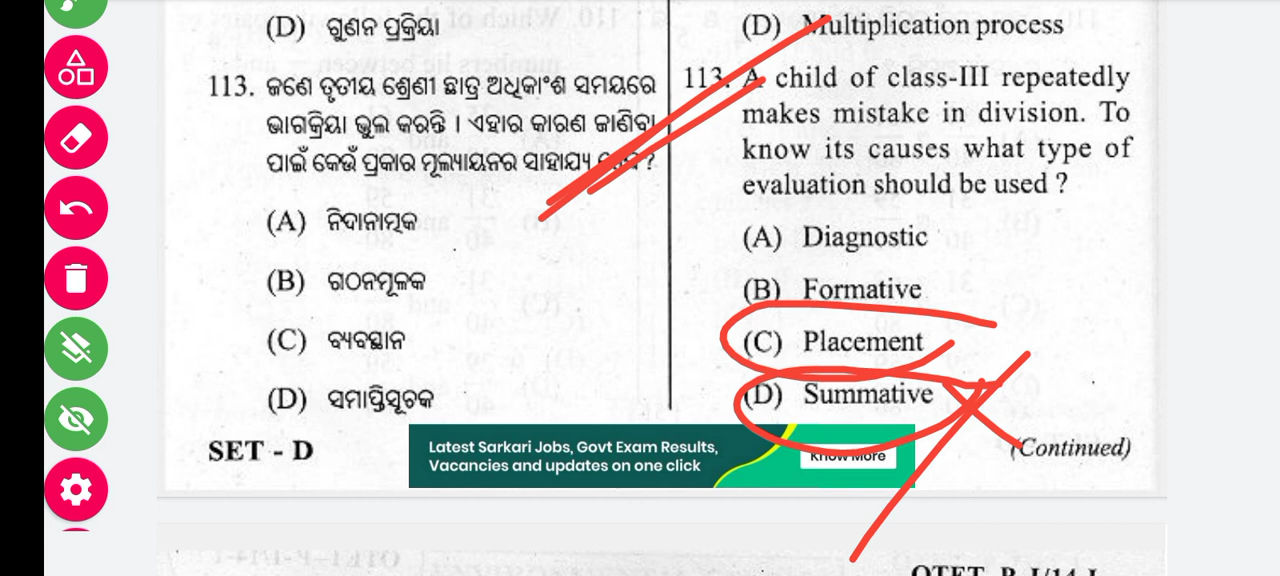 (D) ଗୁଣନ ପ୍ରକ୍ରିୟା
113. ଜଣେ ତୃତୀୟ ଶ୍ରେଣୀ ଛାତ୍ର ଅଧିକାଂଶ ସମୟରେ
ଭାଗକ୍ରିୟା ଭୁଲ କରନ୍ତି । ଏହାର କାରଣ ଜାଣିବା
ପାଇଁ କେଉଁ ପ୍ରକାର ମୂଲ୍ୟାୟନର ସାହାଯ୍ୟ ?
(A) ନିଦାନାତ୍ମକ
(B) ଗଠନମୂଳକ
(C) ବ୍ୟବସ୍ଥାନ
(D) ସମାପ୍ତିସୂଚକ
SET - D
(D) Multiplication process
113. A child of class-III repeatedly
makes mistake in division. To
know its causes what type of
evaluation should be used ?
(A) Diagnostic
(B) Formative
(C) Placement
(D) Summative
(Continued)
Latest Sarkari Jobs, Govt Exam Results,
Vacancies and updates on one click
Know More